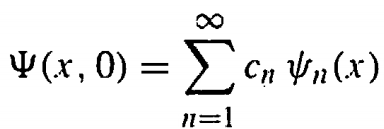 Ψ(x, 0) = ∑_{n=1}^{∞} c_n ψ_n(x)